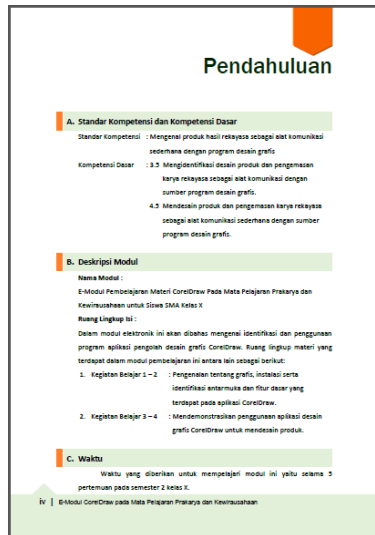 Pendahuluan
A. Standar Kompetensi dan Kompetensi Dasar
Standar Kompetensi : Mengenal produk hasil rekayasa sebagai alat komunikasi
sederhana dengan program desain grafis
Kompetensi Dasar : 3.5 Mengidentifikasi desain produk dan pengemasan
karya rekayasa sebagai alat komunikasi dengan
sumber program desain grafis.
4.5 Mendesain produk dan pengemasan karya rekayasa
sebagai alat komunikasi sederhana dengan sumber
program desain grafis.
B. Deskripsi Modul
Nama Modul :
E-Modul Pembelajaran Materi CorelDraw Pada Mata Pelajaran Prakarya dan
Kewirausahaan untuk Siswa SMA Kelas X
Ruang Lingkup Isi :
Dalam modul elektronik ini akan dibahas mengenai identifikasi dan penggunaan
program aplikasi pengolah desain grafis CorelDraw. Ruang lingkup materi yang
terdapat dalam modul pembelajaran ini antara lain sebagai berikut:
1. Kegiatan Belajar 1 – 2 : Pengenalan tentang grafis, instalasi serta
identifikasi antarmuka dan fitur dasar yang
terdapat pada aplikasi CorelDraw.
2. Kegiatan Belajar 3 – 4 : Mendemonstrasikan penggunaan aplikasi desain
grafis CorelDraw untuk mendesain produk.
C. Waktu
Waktu yang diberikan untuk mempelajari modul ini yaitu selama 5
pertemuan pada semester 2 kelas X.
iv | E-Modul CorelDraw pada Mata Pelajaran Prakarya dan Kewirausahaan